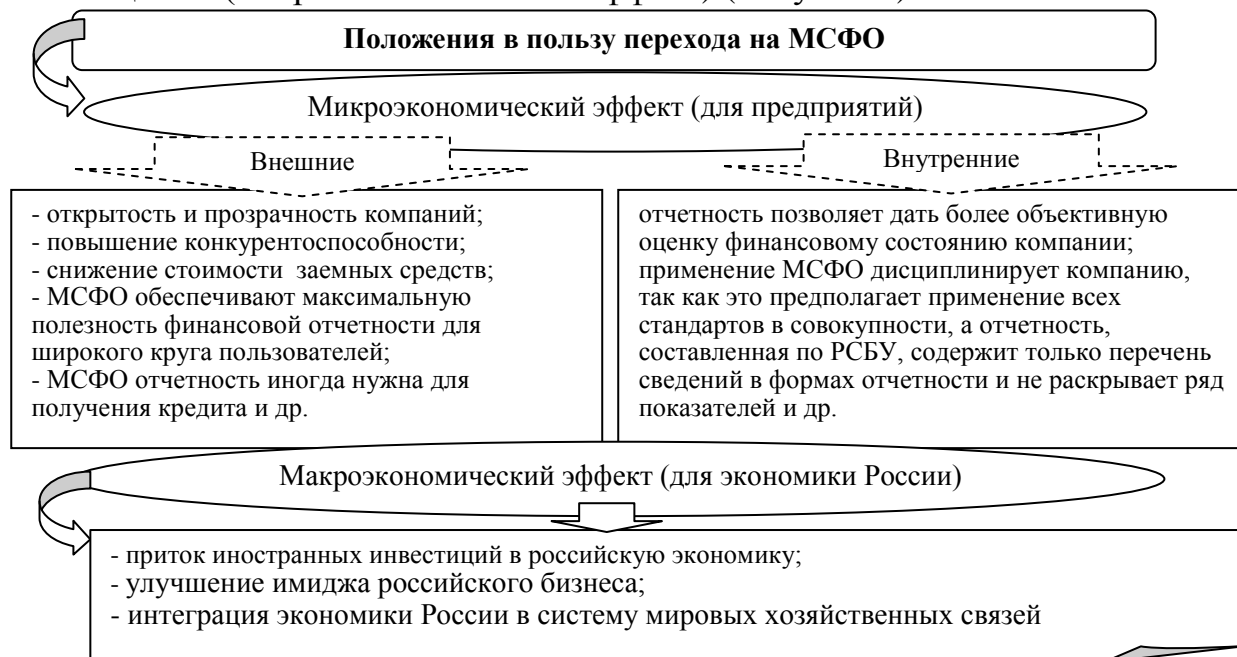 Положения в пользу перехода на МСФО
Микроэкономический эффект (для предприятий)
Внешние
- открытость и прозрачность компаний;
- повышение конкурентоспособности;
- снижение стоимости заемных средств;
- МСФО обеспечивают максимальную
полезность финансовой отчетности для
широкого круга пользователей;
- МСФО отчетность иногда нужна для
получения кредита и др.
Внутренние
отчетность позволяет дать более объективную
оценку финансовому состоянию компании;
применение МСФО дисциплинирует компанию,
так как это предполагает применение всех
стандартов в совокупности, а отчетность,
составленная по РСБУ, содержит только перечень
сведений в формах отчетности и не раскрывает ряд
показателей и др.
Макроэкономический эффект (для экономики России)
- приток иностранных инвестиций в российскую экономику;
- улучшение имиджа российского бизнеса;
- интеграция экономики России в систему мировых хозяйственных связей